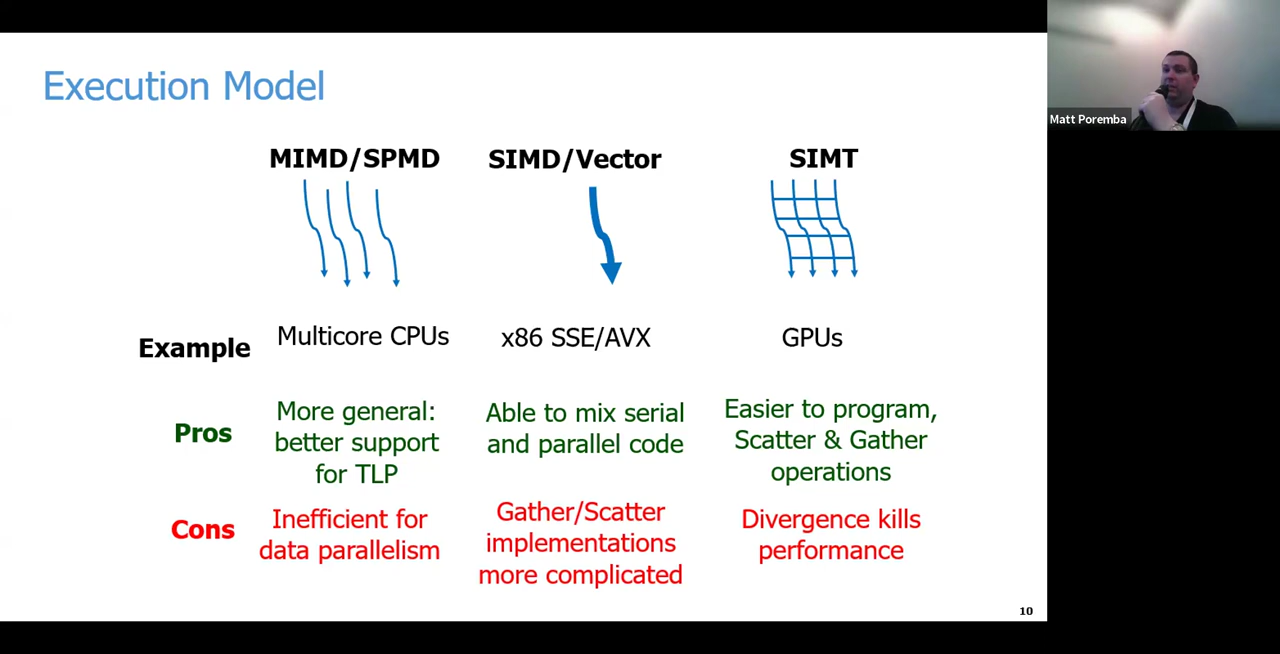 Execution Model
Matt Poremba
MIMD/SPMD
SIMD/Vector
SIMT
Example
Multicore CPUs
x86 SSE/AVX
GPUs
Pros
More general:
better support
for TLP
Able to mix serial
and parallel code
Easier to program,
Scatter & Gather
operations
Cons
Inefficient for
data parallelism
Gather/Scatter
implementations
more complicated
Divergence kills
performance
10